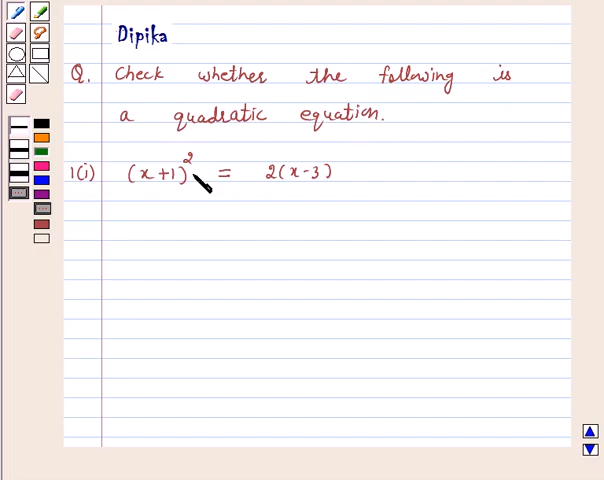 Dipika
Q. Check whether the following is
a quadratic equation.
1(i) (x+1)² = 2(x-3)